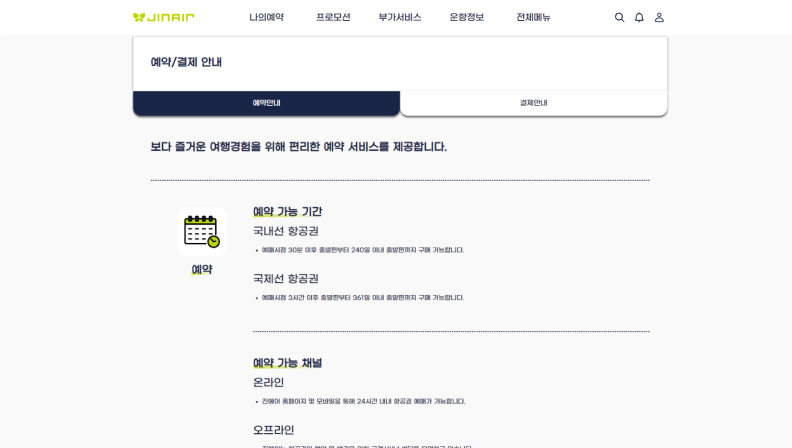 JINAIR
나의예약 프로모션 부가서비스 운항정보 전체메뉴
예약/결제 안내
예약안내 결제안내
보다 즐거운 여행경험을 위해 편리한 예약 서비스를 제공합니다.
예약
예약 가능 기간
국내선 항공권
• 예매시점 30분 이후 출발편부터 240일 이내 출발편까지 구매 가능합니다.
국제선 항공권
• 예매시점 3시간 이후 출발편부터 361일 이내 출발편까지 구매 가능합니다.
예약 가능 채널
온라인
• 진에어 홈페이지 및 모바일을 통해 24시간 내내 항공권 예매가 가능합니다.
오프라인